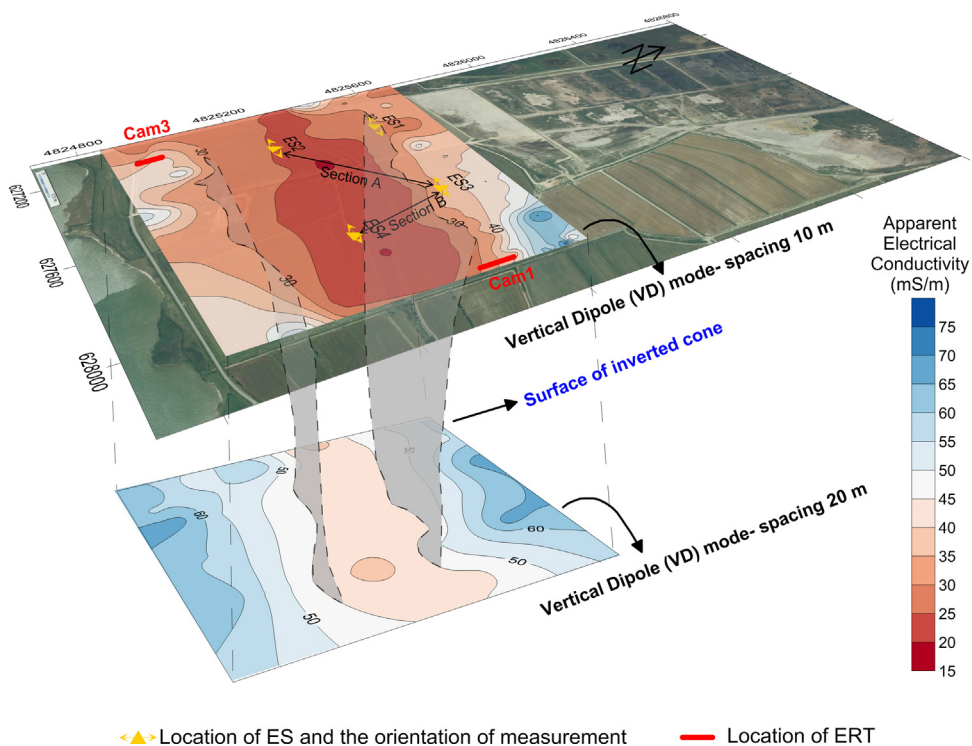 4826800
4826400
4826000
4825600
4825200
4824800
Cam3
627200
627600
628000
30
30
ES1
ES2
ES3
ES4
Section A
Section B
30
30
40
Cam1
N
Apparent
Electrical
Conductivity
(mS/m)
75
70
65
60
55
50
45
40
35
30
25
20
15
Vertical Dipole (VD) mode- spacing 10 m
Surface of inverted cone
50
50
60
60
50
50
Vertical Dipole (VD) mode- spacing 20 m
Location of ES and the orientation of measurement
Location of ERT